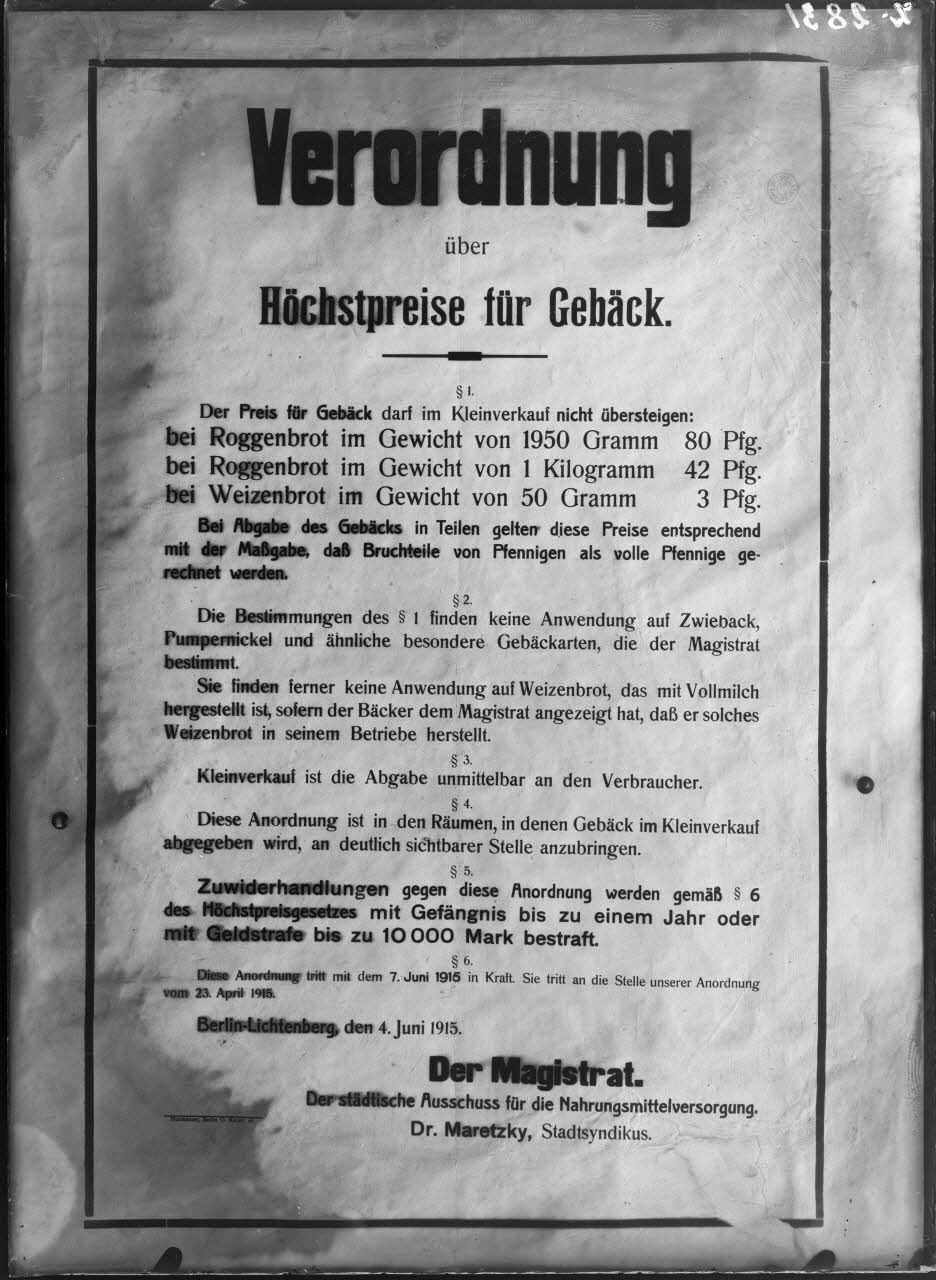 Z-2831
Verordnung
über
Höchstpreise für Gebäck.
§ 1.
Der Preis für Gebäck darf im Kleinverkauf nicht übersteigen:
bei Roggenbrot im Gewicht von 1950 Gramm 80 Pfg.
bei Roggenbrot im Gewicht von 1 Kilogramm 42 Pfg.
bei Weizenbrot im Gewicht von 50 Gramm 3 Pfg.
Bei Abgabe des Gebäcks in Teilen gelten diese Preise entsprechend
mit der Maßgabe, daß Bruchteile von Pfennigen als volle Pfennige ge-
rechnet werden.
§ 2.
Die Bestimmungen des § 1 finden keine Anwendung auf Zwieback,
Pumpernickel und ähnliche besondere Gebäckarten, die der Magistrat
bestimmt.
Sie finden ferner keine Anwendung auf Weizenbrot, das mit Vollmilch
hergestellt ist, sofern der Bäcker dem Magistrat angezeigt hat, daß er solches
Weizenbrot in seinem Betriebe herstellt.
§ 3.
Kleinverkauf ist die Abgabe unmittelbar an den Verbraucher.
§ 4.
Diese Anordnung ist in den Räumen, in denen Gebäck im Kleinverkauf
abgegeben wird, an deutlich sichtbarer Stelle anzubringen.
§ 5.
Zuwiderhandlungen gegen diese Anordnung werden gemäß § 6
des Höchstpreisgesetzes mit Gefängnis bis zu einem Jahr oder
mit Geldstrafe bis zu 10 000 Mark bestraft.
§ 6.
Diese Anordnung tritt mit dem 7. Juni 1915 in Kraft. Sie tritt an die Stelle unserer Anordnung
vom 23. April 1915.
Berlin-Lichtenberg, den 4. Juni 1915.
Der Magistrat.
Der städtische Ausschuss für die Nahrungsmittelversorgung.
Dr. Maretzky, Stadtsyndikus.
Berlin O.